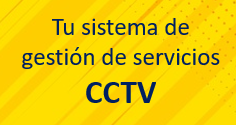 Tu sistema de
gestión de servicios
CCTV